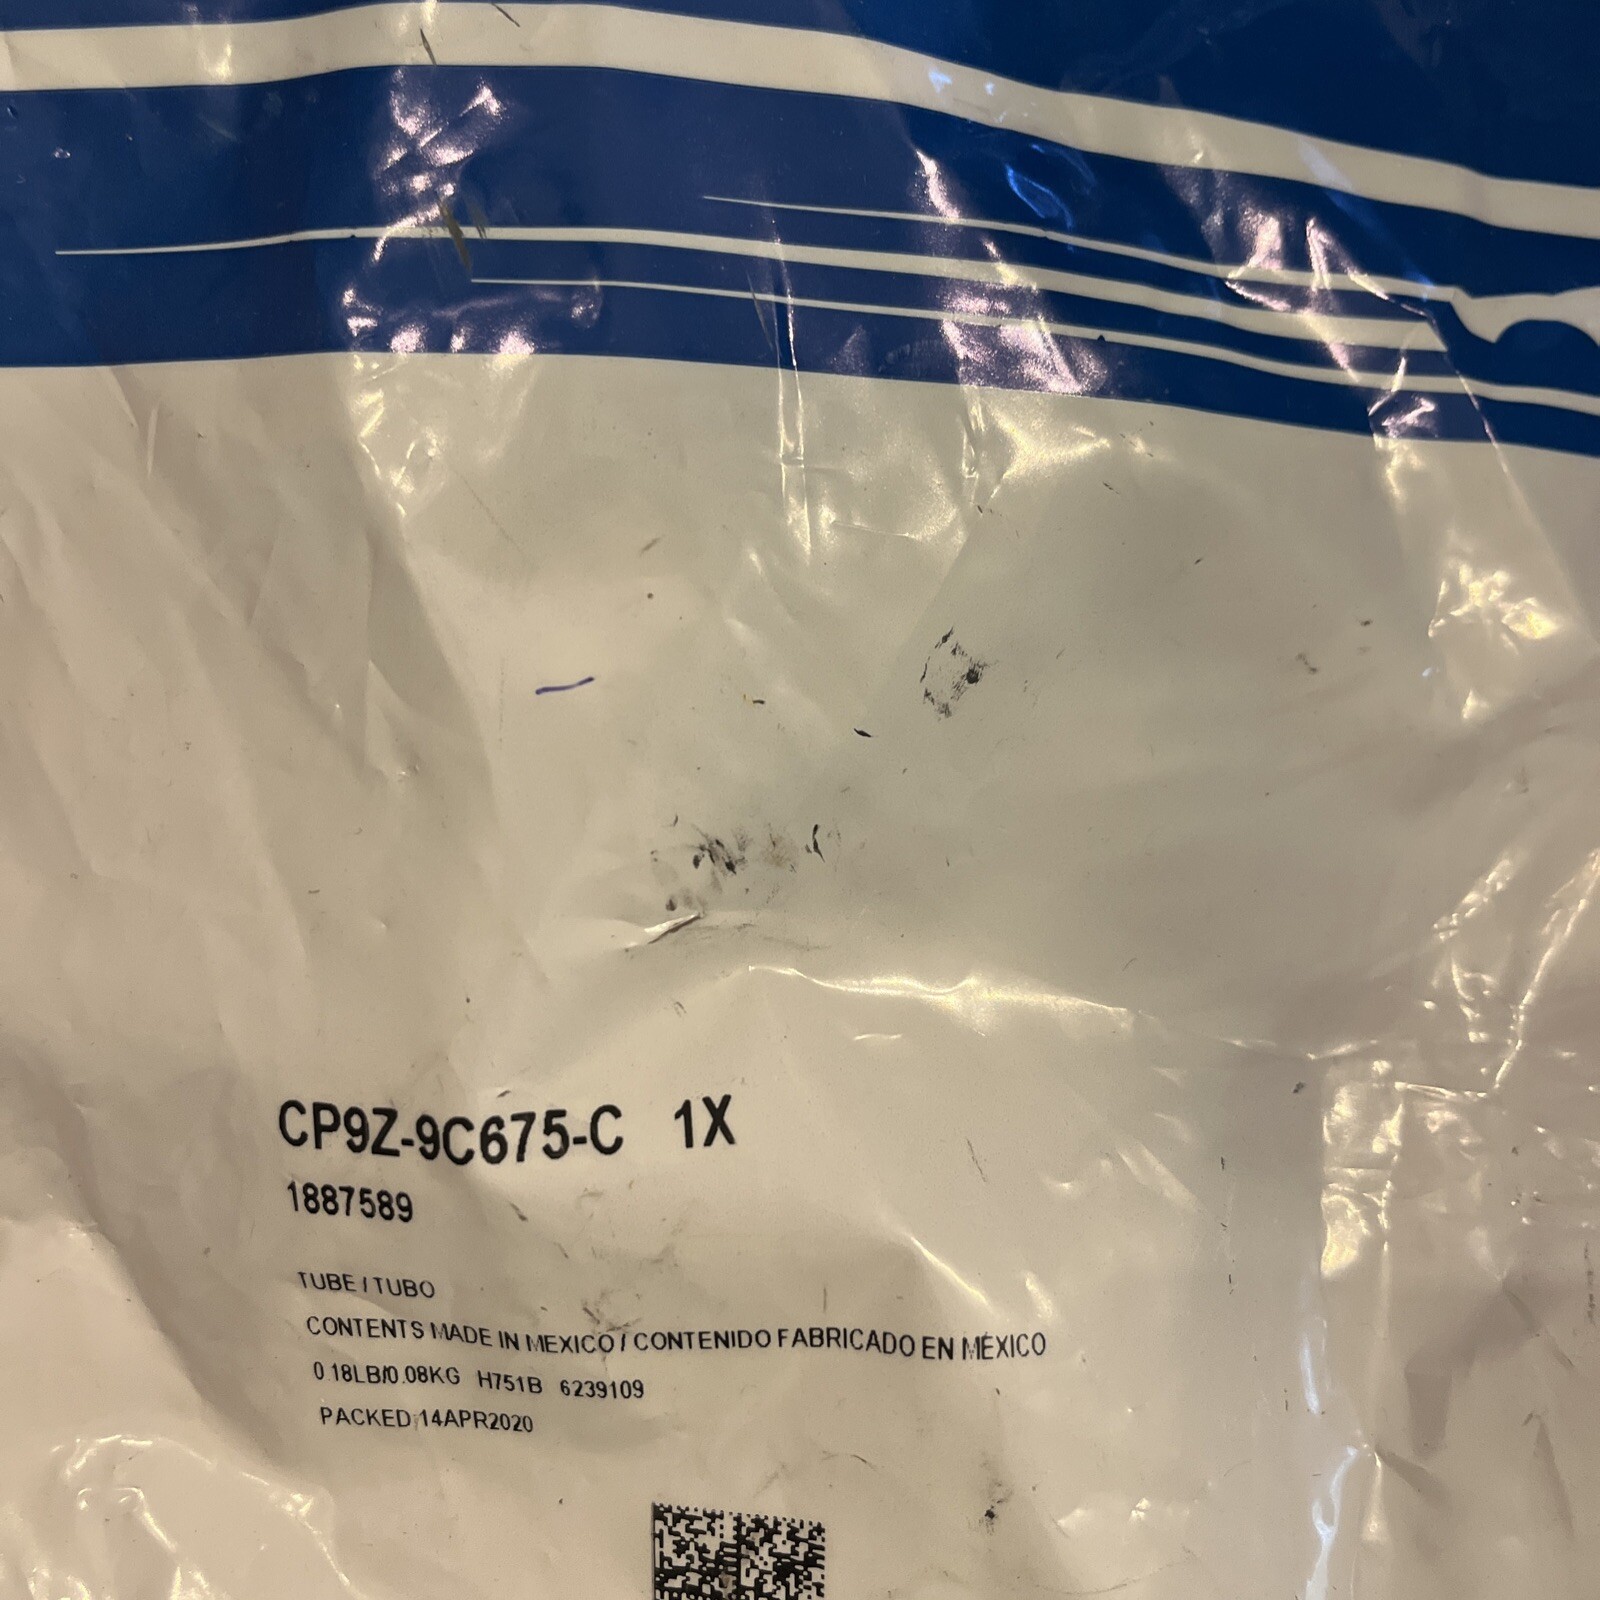 CP9Z-9C675-C 1X
1887589
TUBE / TUBO
CONTENTS MADE IN MEXICO / CONTENIDO FABRICADO EN MÉXICO
0.18LB/0.08KG H751B 6239109
PACKED:14APR2020